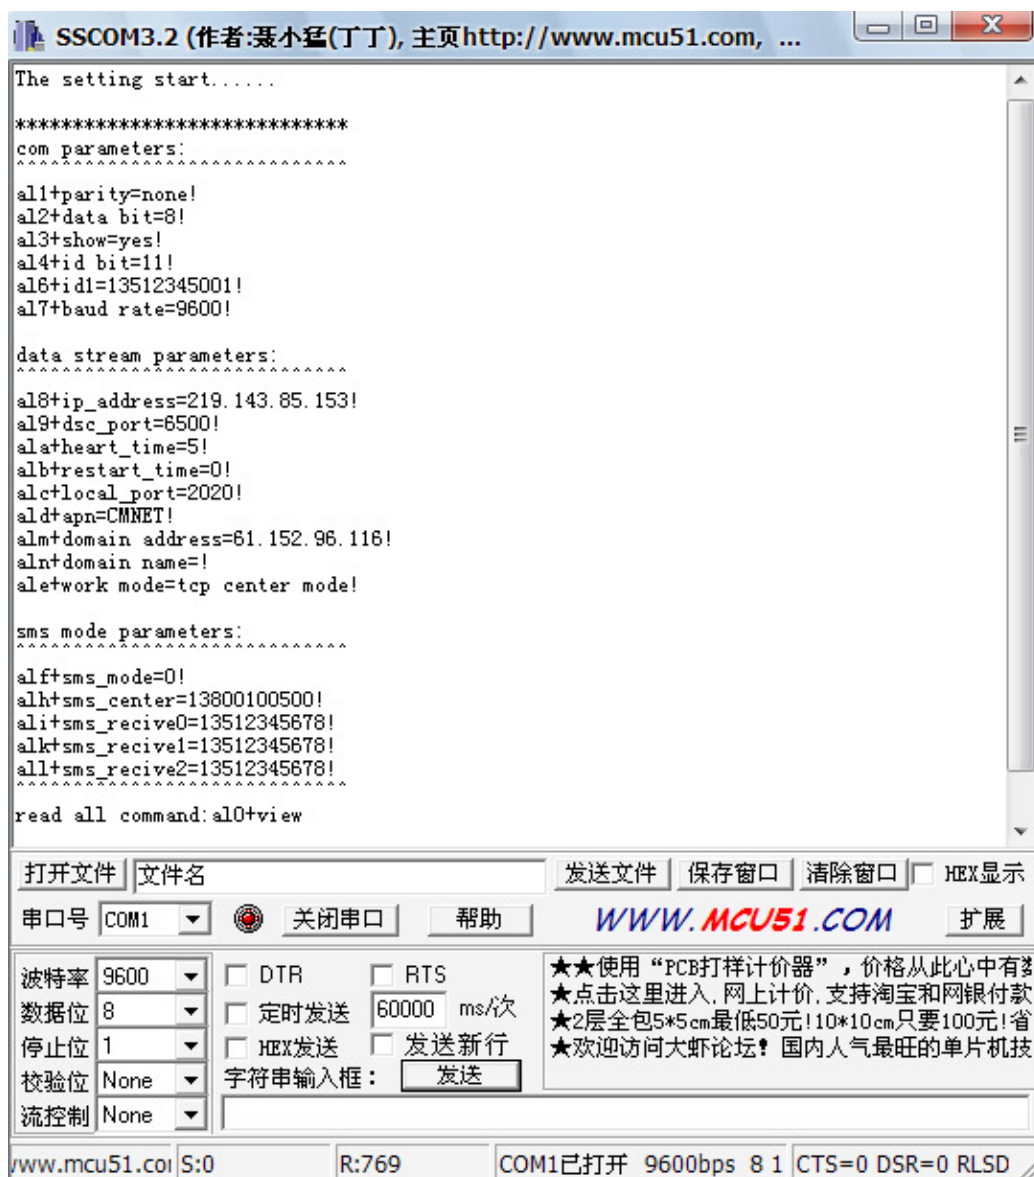 SSCOM3.2 (作者:聂小猛(丁丁), 主页http://www.mcu51.com, ...
The setting start......
*****************************
com parameters:
^^^^^^^^^^^^^^^^^^^^^^^^^^^^^
al1+parity=none!
al2+data bit=8!
al3+show=yes!
al4+id bit=11!
al6+id1=13512345001!
al7+baud rate=9600!
data stream parameters:
^^^^^^^^^^^^^^^^^^^^^^^^^^^^^
al8+ip_address=219.143.85.153!
al9+dsc_port=6500!
ala+heart_time=5!
alb+restart_time=0!
alc+local_port=2020!
ald+apn=CMNET!
alm+domain address=61.152.96.116!
aln+domain name=!
ale+work mode=tcp center mode!
sms mode parameters:
^^^^^^^^^^^^^^^^^^^^^^^^^^^^^
alf+sms_mode=0!
alh+sms_center=13800100500!
ali+sms_recive0=13512345678!
alk+sms_recive1=13512345678!
all+sms_recive2=13512345678!
^^^^^^^^^^^^^^^^^^^^^^^^^^^^^
read all command:al0+view
打开文件 文件名 发送文件 保存窗口 清除窗口 HEX显示
串口号 COM1 关闭串口 帮助 WWW.MCU51.COM 扩展
波特率 9600 DTR RTS
数据位 8 定时发送 60000 ms/次
停止位 1 HEX发送 发送新行
校验位 None 字符串输入框： 发送
流控制 None
★★使用“PCB打样计价器”，价格从此心中有
★点击这里进入,网上计价,支持淘宝和网银付款
★2层全包5*5cm最低50元!10*10cm只要100元!省
★欢迎访问大虾论坛! 国内人气最旺的单片机技
www.mcu51.co S:0 R:769 COM1已打开 9600bps 8 1 CTS=0 DSR=0 RLSD